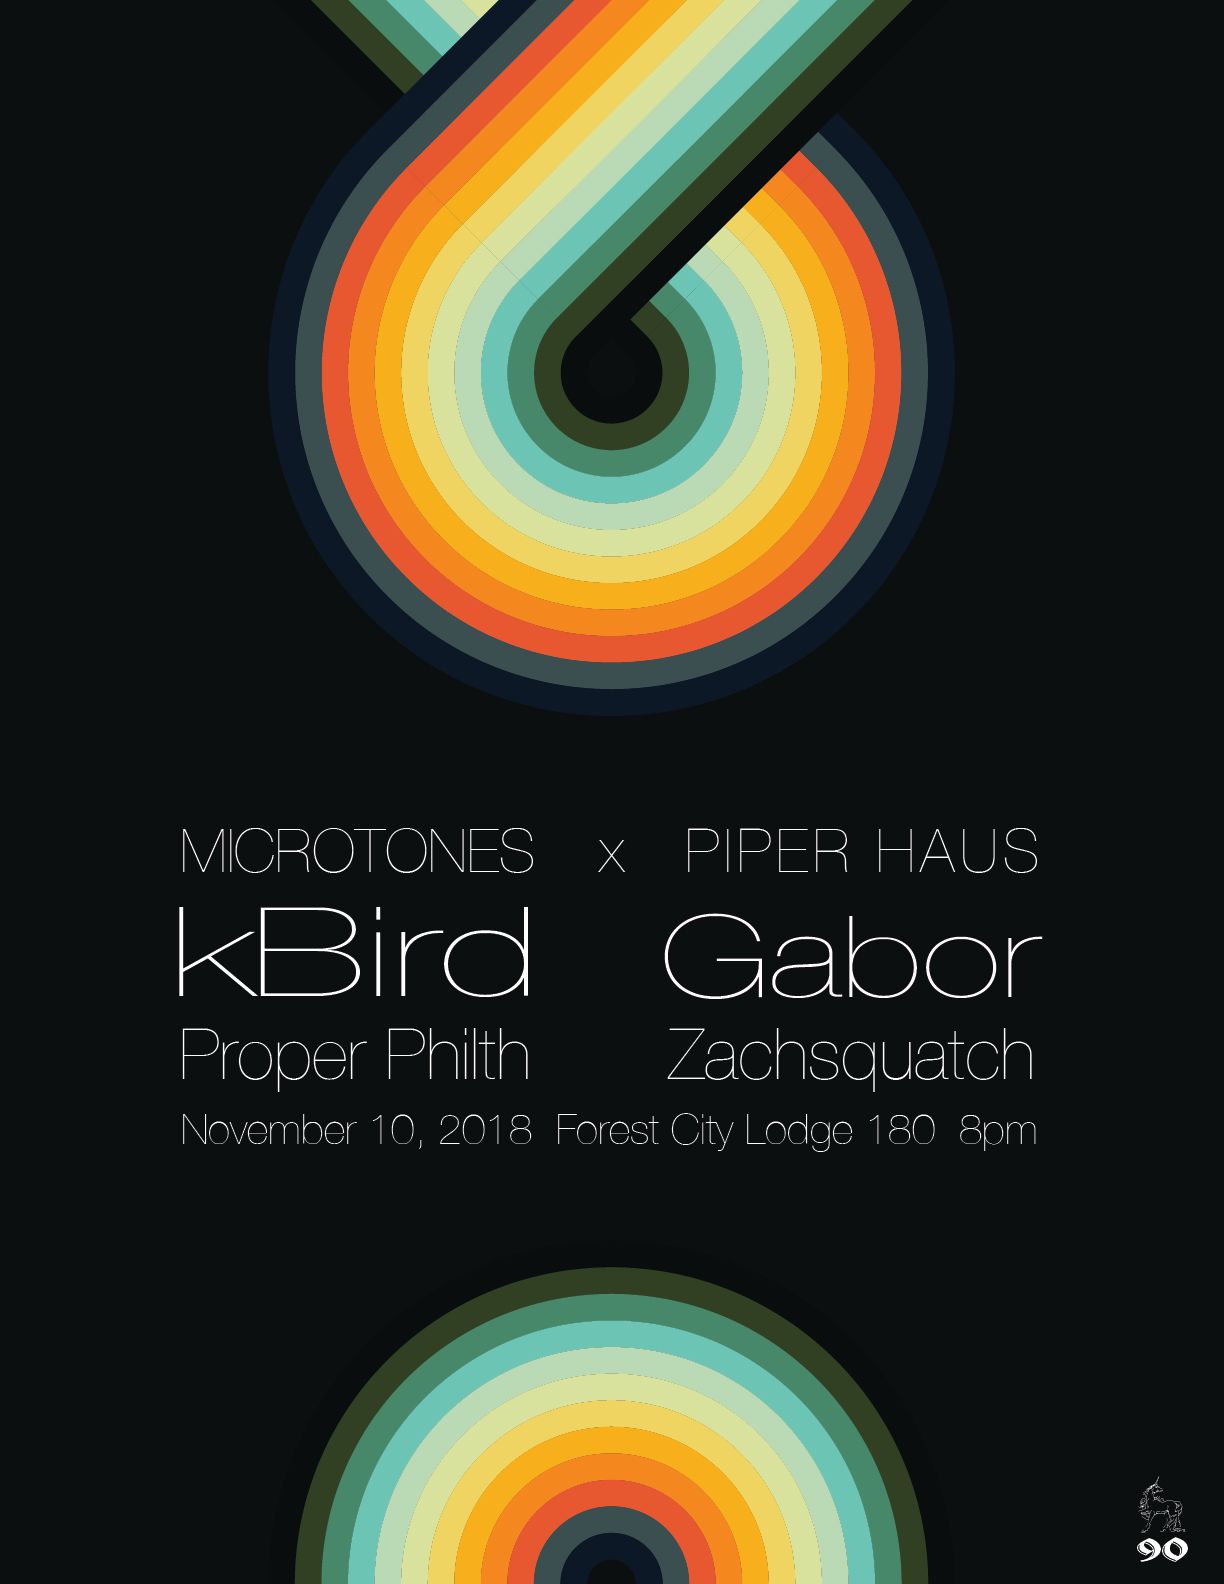 MICROTONES x PIPER HAUS
kBird Gabor
Proper Philth Zachsquatch
November 10, 2018 Forest City Lodge 180 8pm
90